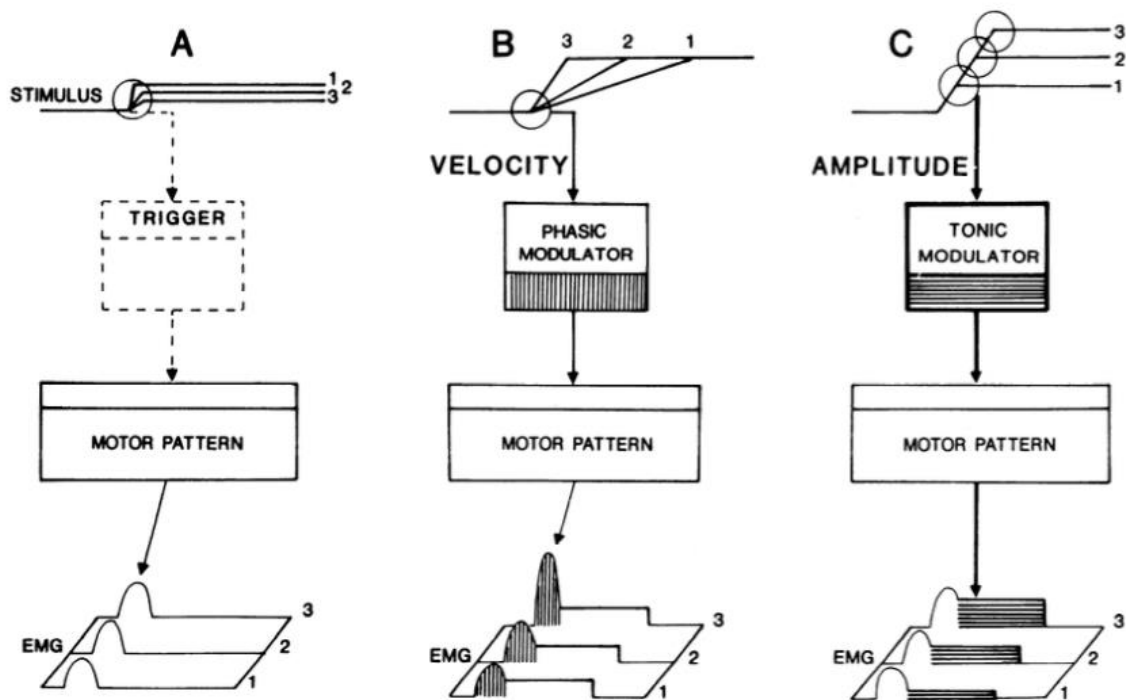 A
1
2
3
STIMULUS
TRIGGER
MOTOR PATTERN
EMG
3
2
1
B
3
2
1
VELOCITY
PHASIC
MODULATOR
MOTOR PATTERN
EMG
3
2
1
C
3
2
1
AMPLITUDE
TONIC
MODULATOR
MOTOR PATTERN
EMG
3
2
1